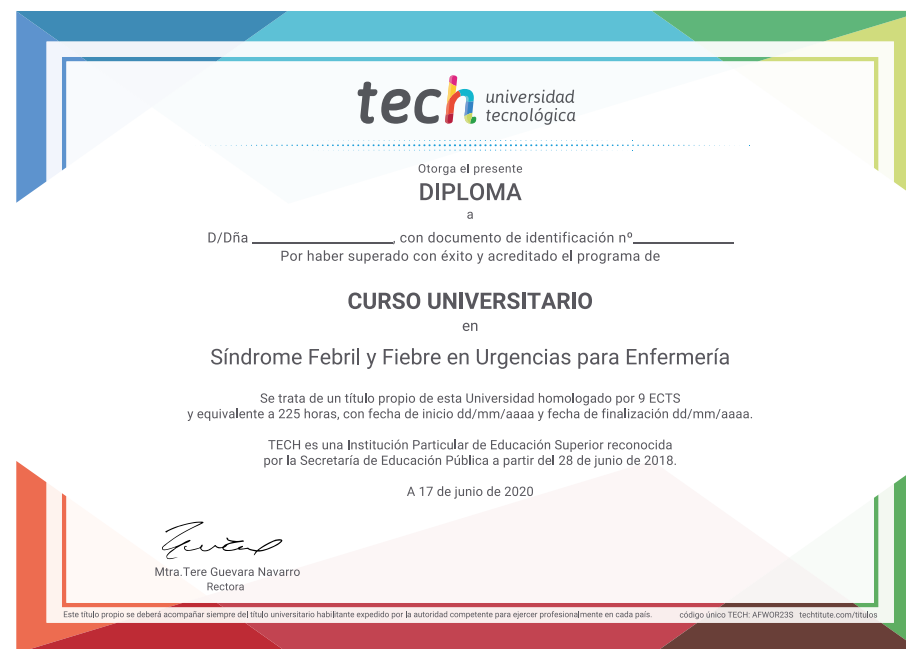 tech universidad
tecnológica
Otorga el presente
DIPLOMA
a
D/Dña ____________________, con documento de identificación nº______________
Por haber superado con éxito y acreditado el programa de
CURSO UNIVERSITARIO
en
Síndrome Febril y Fiebre en Urgencias para Enfermería
Se trata de un título propio de esta Universidad homologado por 9 ECTS
y equivalente a 225 horas, con fecha de inicio dd/mm/aaaa y fecha de finalización dd/mm/aaaa.
TECH es una Institución Particular de Educación Superior reconocida
por la Secretaría de Educación Pública a partir del 28 de junio de 2018.
A 17 de junio de 2020
Mtra.Tere Guevara Navarro
Rectora
Este título propio se deberá acompañar siempre del título universitario habilitante expedido por la autoridad competente para ejercer profesionalmente en cada país. código único TECH: AFWOR23S techtitute.com/titulos